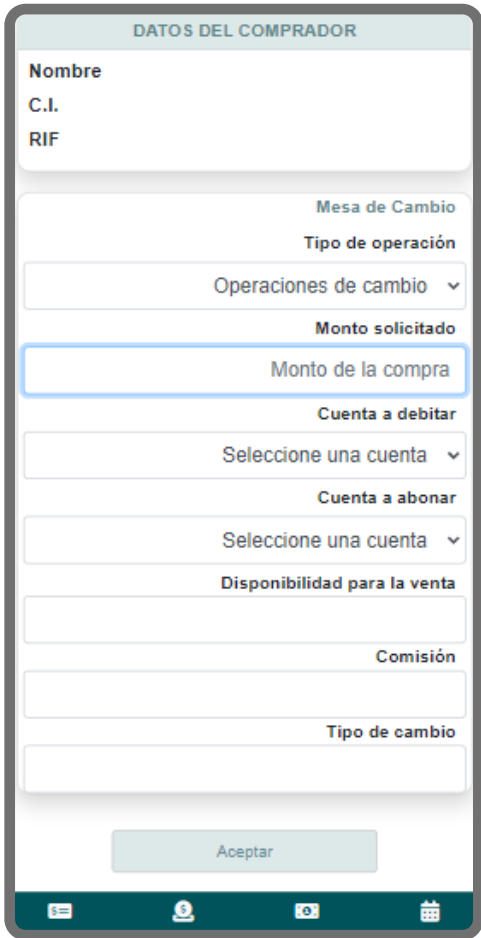 DATOS DEL COMPRADOR
Nombre
C.I.
RIF
Mesa de Cambio
Tipo de operación
Operaciones de cambio
Monto solicitado
Monto de la compra
Cuenta a debitar
Seleccione una cuenta
Cuenta a abonar
Seleccione una cuenta
Disponibilidad para la venta
Comisión
Tipo de cambio
Aceptar